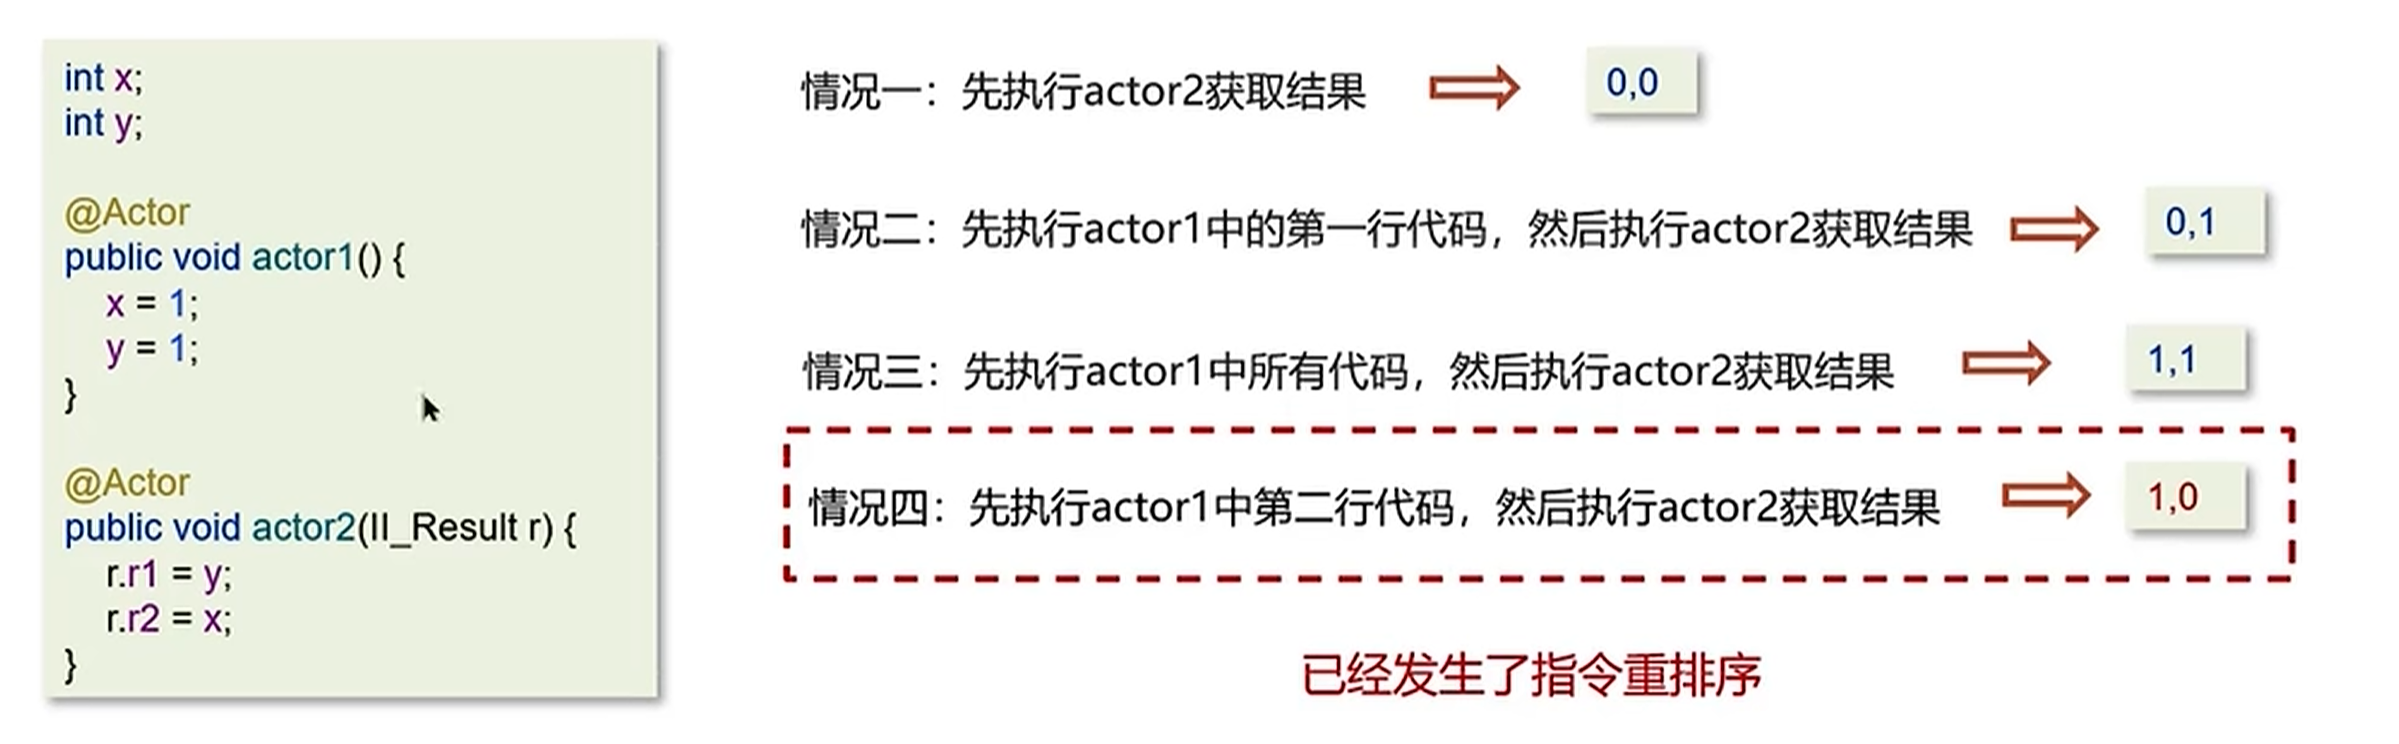 int x;
int y;
@Actor
public void actor1() {
x = 1;
y = 1;
}
@Actor
public void actor2(II_Result r) {
r.r1 = y;
r.r2 = x;
}
情况一：先执行actor2获取结果
0,0
情况二：先执行actor1中的第一行代码，然后执行actor2获取结果
0,1
情况三：先执行actor1中所有代码，然后执行actor2获取结果
1,1
情况四：先执行actor1中第二行代码，然后执行actor2获取结果
1,0
已经发生了指令重排序